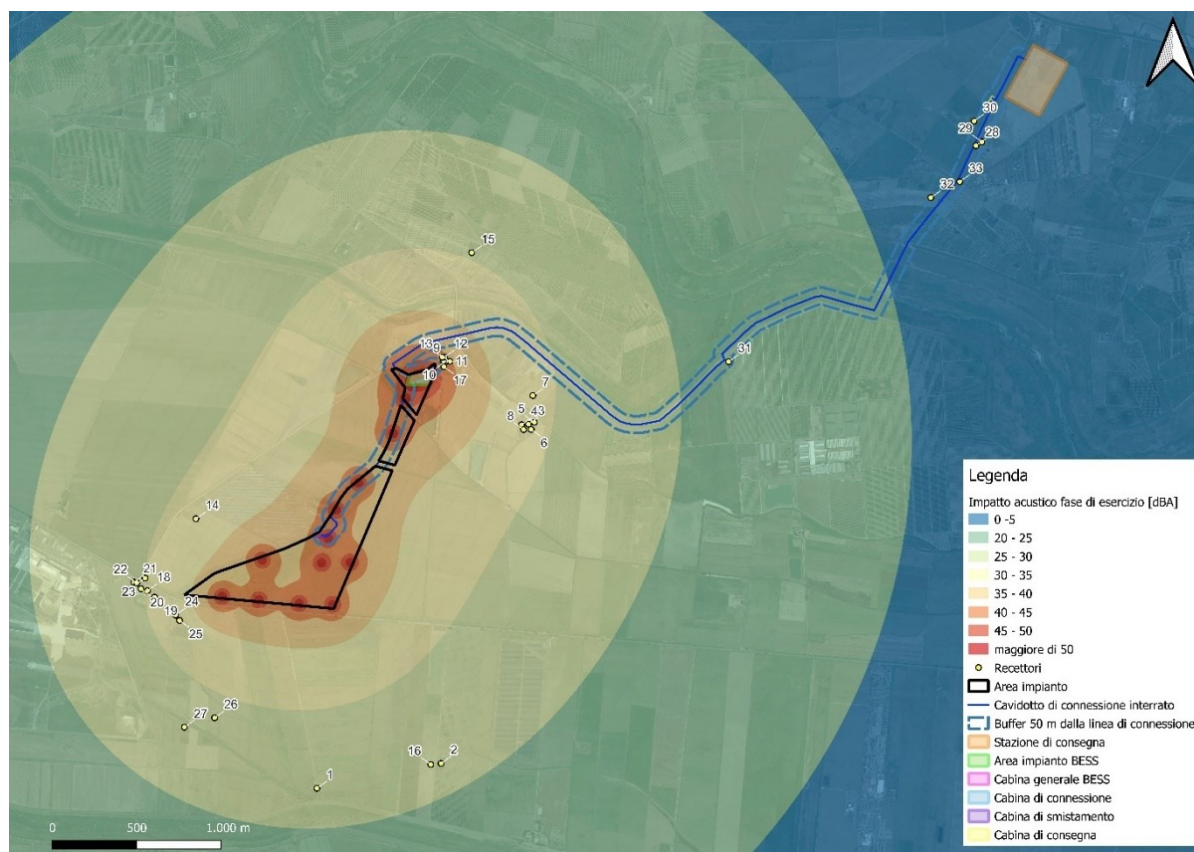 30
29
28
33
32
15
13
9
12
11
10
17
31
7
5
43
8
6
14
22
21
18
23
20
24
19
25
27
26
16
2
1
0 500 1.000 m
Legenda
Impatto acustico fase di esercizio [dBA]
0 -5
20 - 25
25 - 30
30 - 35
35 - 40
40 - 45
45 - 50
maggiore di 50
Recettori
Area impianto
Cavidotto di connessione interrato
Buffer 50 m dalla linea di connessione
Stazione di consegna
Area impianto BESS
Cabina generale BESS
Cabina di connessione
Cabina di smistamento
Cabina di consegna